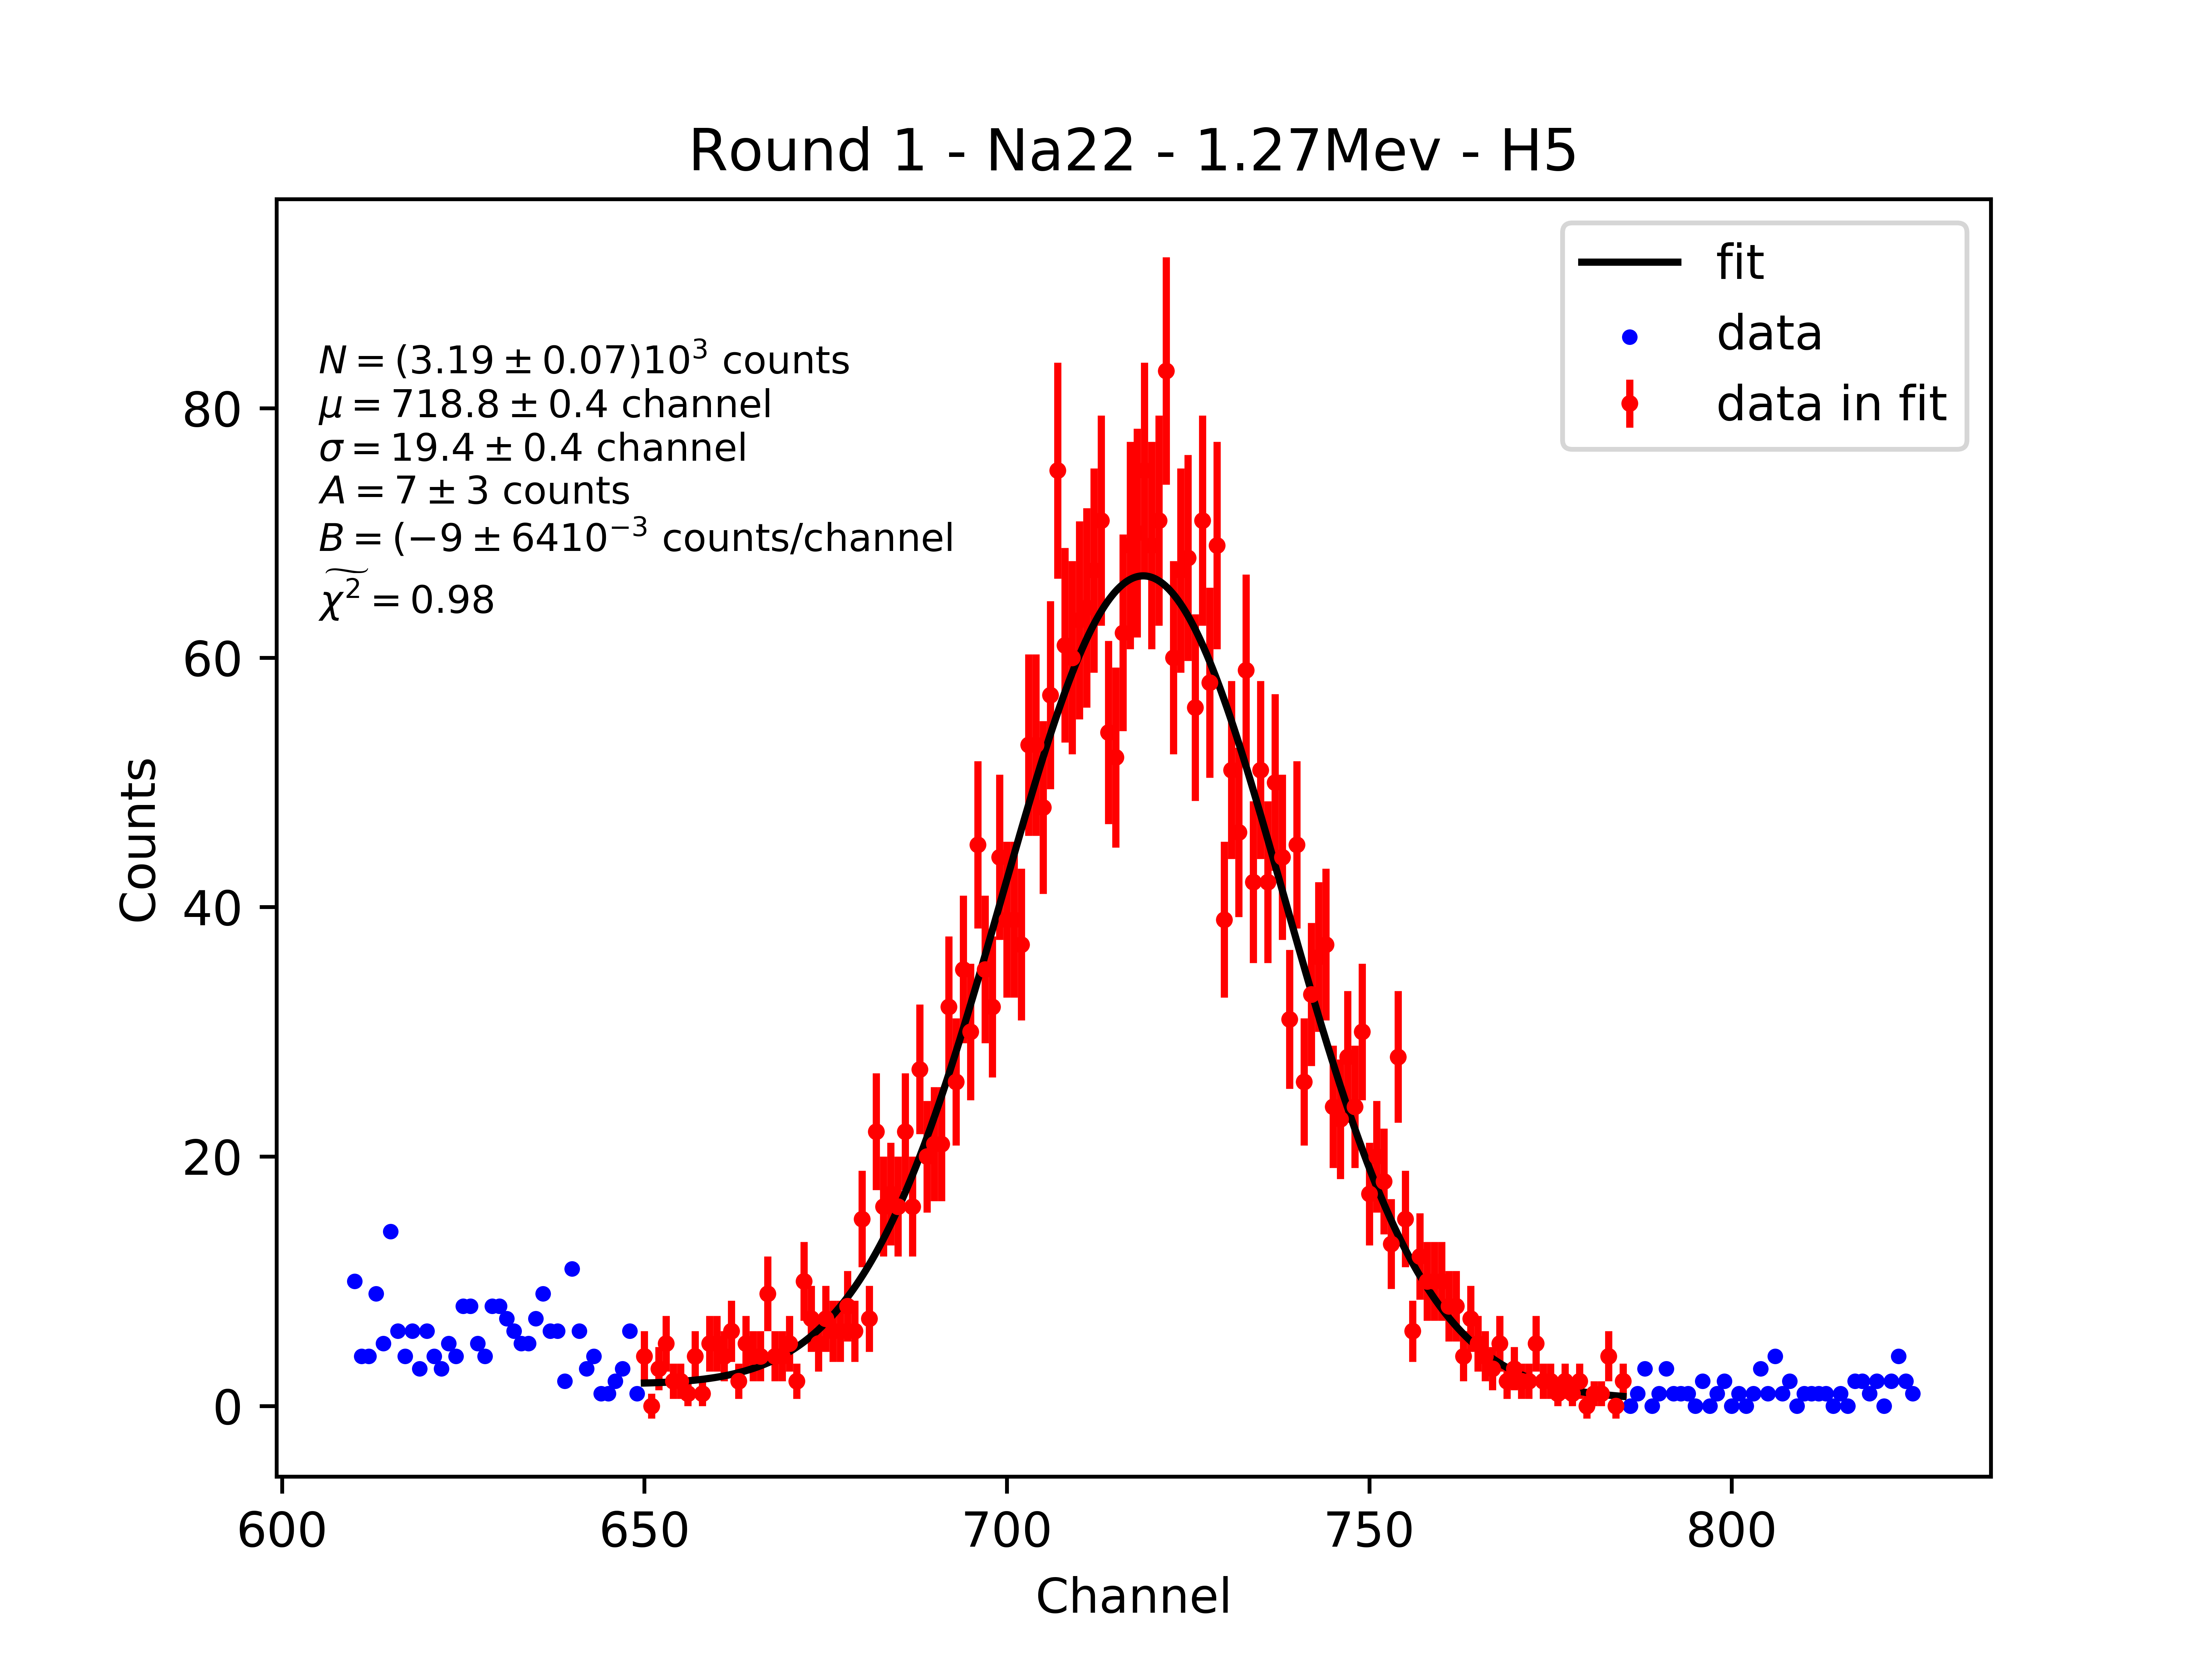 Round 1 - Na22 - 1.27Mev - H5
fit
data
data in fit
N = (3.19 ± 0.07)10³ counts
μ = 718.8 ± 0.4 channel
σ = 19.4 ± 0.4 channel
A = 7 ± 3 counts
B = (−9 ± 6410⁻³ counts/channel
χ̃² = 0.98
Counts
80
60
40
20
0
600 650 700 750 800
Channel